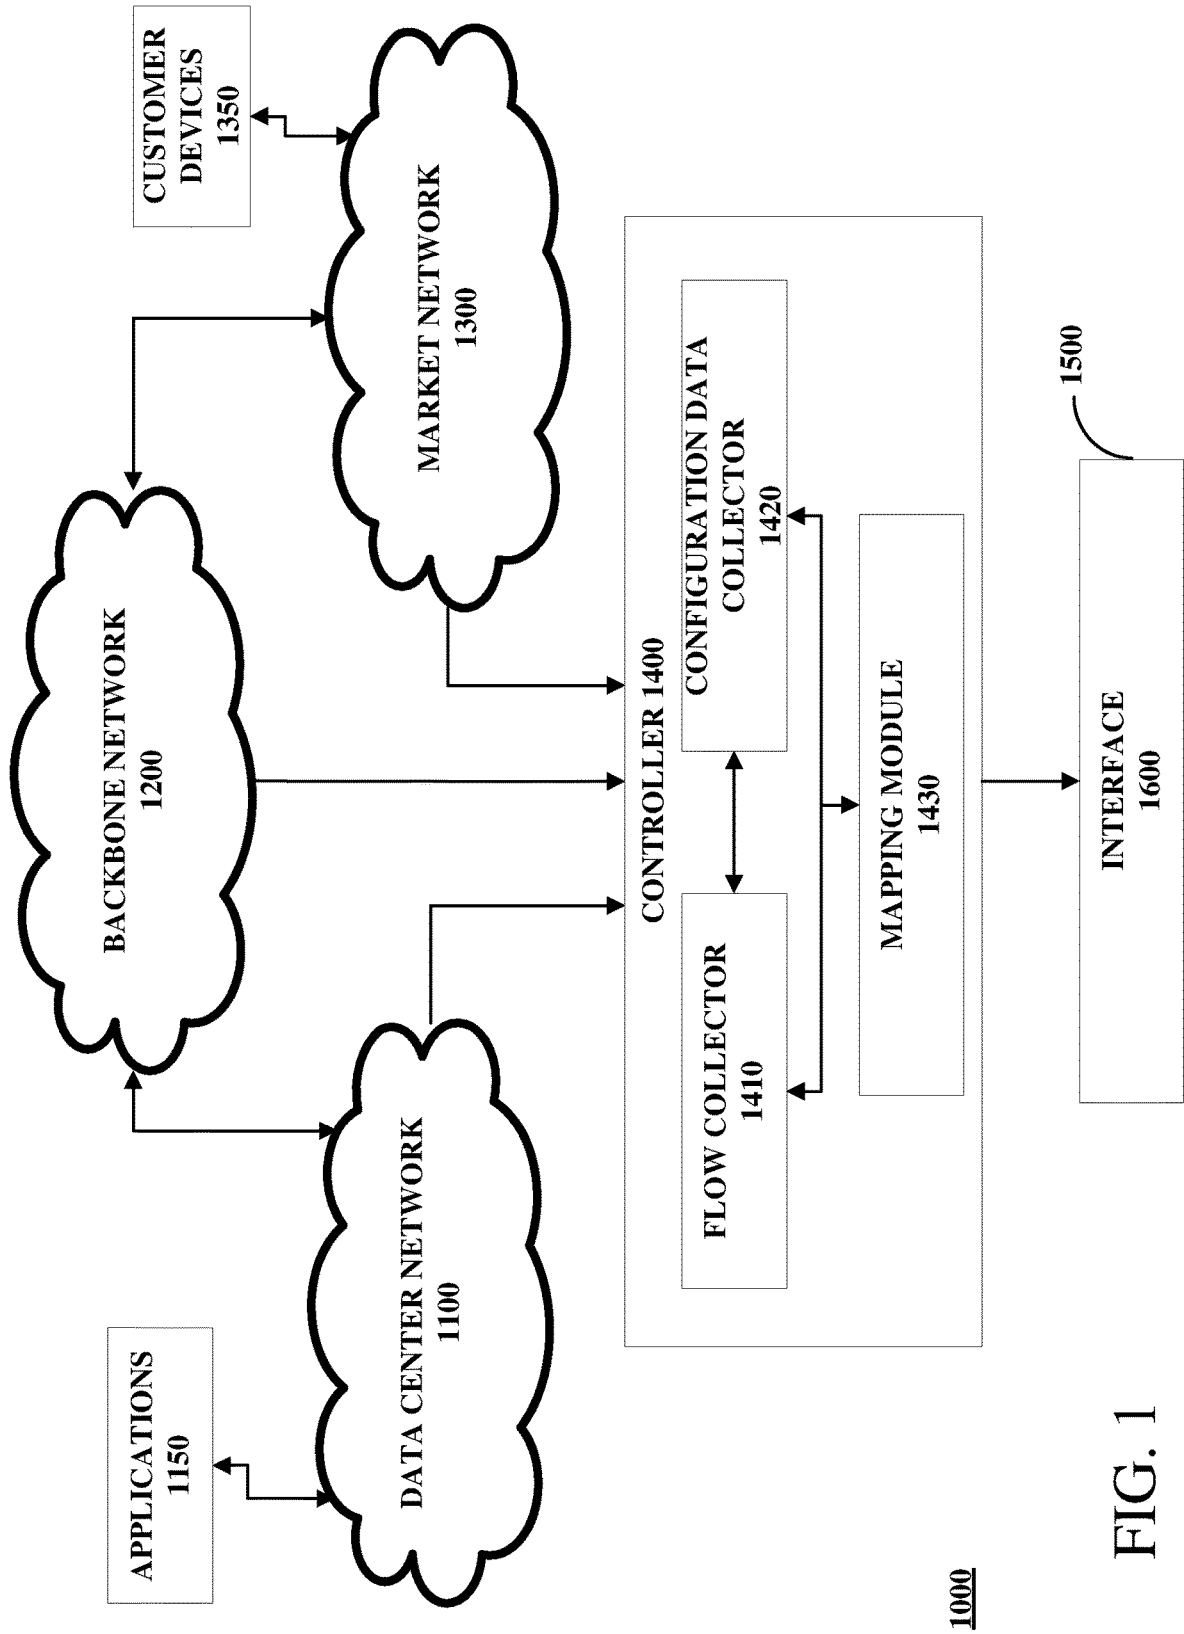 BACKBONE NETWORK
1200
APPLICATIONS
1150
CUSTOMER
DEVICES
1350
DATA CENTER NETWORK
1100
MARKET NETWORK
1300
CONTROLLER 1400
FLOW COLLECTOR
1410
CONFIGURATION DATA
COLLECTOR
1420
MAPPING MODULE
1430
1500
INTERFACE
1600
1000
FIG. 1